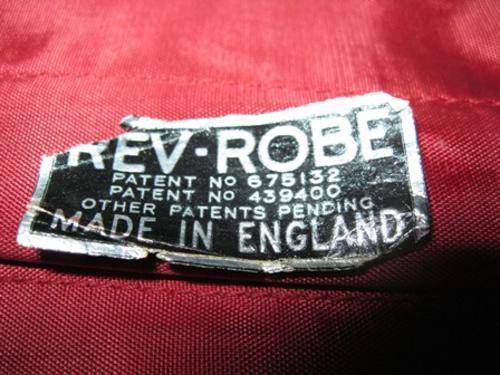 REV-ROBE
PATENT NO 675132
PATENT NO 439400
OTHER PATENTS PENDING
MADE IN ENGLAND